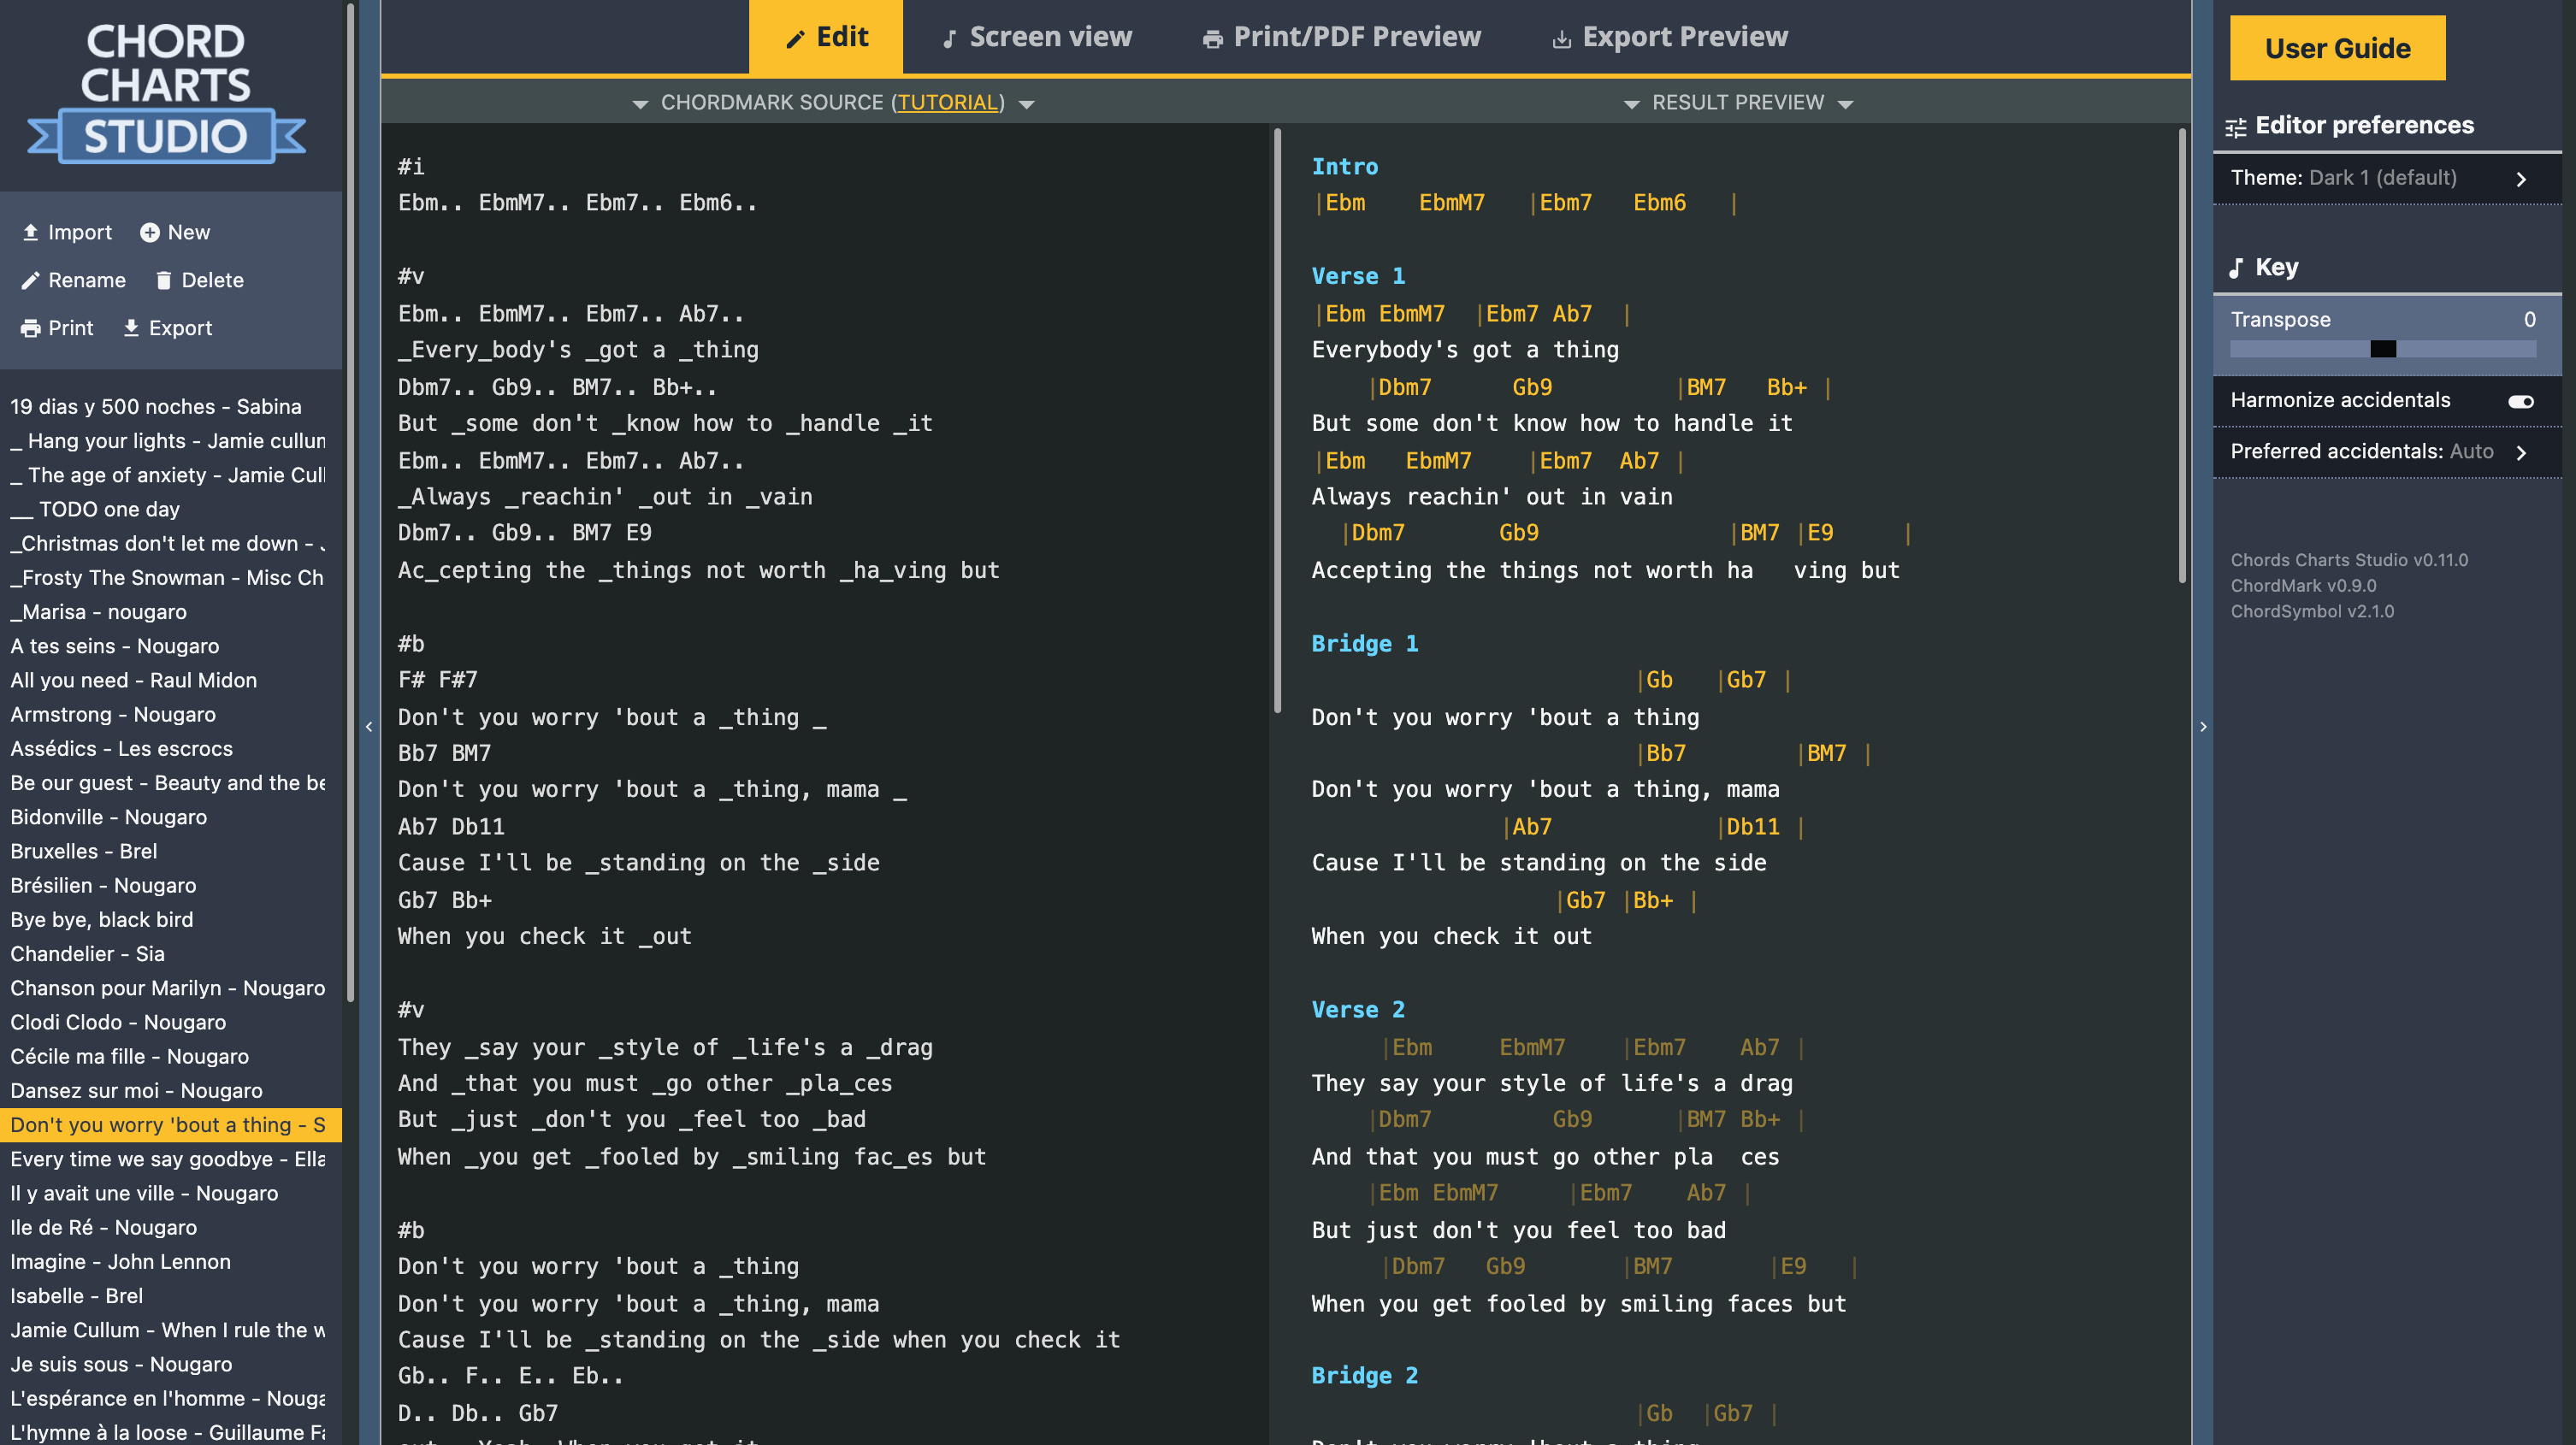 CHORD
CHARTS
STUDIO
Import New
Rename Delete
Print Export
19 dias y 500 noches - Sabina
_ Hang your lights - Jamie cullum
_ The age of anxiety - Jamie Cull
__ TODO one day
_Christmas don't let me down -
_Frosty The Snowman - Misc Ch
_Marisa - nougaro
A tes seins - Nougaro
All you need - Raul Midon
Armstrong - Nougaro
Assédics - Les escrocs
Be our guest - Beauty and the be
Bidonville - Nougaro
Bruxelles - Brel
Brésilien - Nougaro
Bye bye, black bird
Chandelier - Sia
Chanson pour Marilyn - Nougaro
Clodi Clodo - Nougaro
Cécile ma fille - Nougaro
Dansez sur moi - Nougaro
Don't you worry 'bout a thing - S
Every time we say goodbye - Ella
Il y avait une ville - Nougaro
Ile de Ré - Nougaro
Imagine - John Lennon
Isabelle - Brel
Jamie Cullum - When I rule the w
Je suis sous - Nougaro
L'espérance en l'homme - Nouga
L'hymne à la loose - Guillaume Fa
Edit Screen view Print/PDF Preview Export Preview
CHORDMARK SOURCE (TUTORIAL)
#i
Ebm.. EbmM7.. Ebm7.. Ebm6..
#v
Ebm.. EbmM7.. Ebm7.. Ab7..
_Every_body's _got a _thing
Dbm7.. Gb9.. BM7.. Bb+..
But _some don't _know how to _handle _it
Ebm.. EbmM7.. Ebm7.. Ab7..
_Always _reachin' _out in _vain
Dbm7.. Gb9.. BM7 E9
Ac_cepting the _things not worth _ha_ving but
#b
F# F#7
Don't you worry 'bout a _thing _
Bb7 BM7
Don't you worry 'bout a _thing, mama _
Ab7 Db11
Cause I'll be _standing on the _side
Gb7 Bb+
When you check it _out
#v
They _say your _style of _life's a _drag
And _that you must _go other _pla_ces
But _just _don't you _feel too _bad
When _you get _fooled by _smiling fac_es but
#b
Don't you worry 'bout a _thing
Don't you worry 'bout a _thing, mama
Cause I'll be _standing on the _side when you check it
Gb.. F.. E.. Eb..
D.. Db.. Gb7
RESULT PREVIEW
Intro
|Ebm EbmM7 |Ebm7 Ebm6 |
Verse 1
|Ebm EbmM7 |Ebm7 Ab7 |
Everybody's got a thing
|Dbm7 Gb9 |BM7 Bb+ |
But some don't know how to handle it
|Ebm EbmM7 |Ebm7 Ab7 |
Always reachin' out in vain
|Dbm7 Gb9 |BM7 |E9 |
Accepting the things not worth ha ving but
Bridge 1
|Gb |Gb7 |
Don't you worry 'bout a thing
|Bb7 |BM7 |
Don't you worry 'bout a thing, mama
|Ab7 |Db11 |
Cause I'll be standing on the side
|Gb7 |Bb+ |
When you check it out
Verse 2
|Ebm EbmM7 |Ebm7 Ab7 |
They say your style of life's a drag
|Dbm7 Gb9 |BM7 Bb+ |
And that you must go other pla ces
|Ebm EbmM7 |Ebm7 Ab7 |
But just don't you feel too bad
|Dbm7 Gb9 |BM7 |E9 |
When you get fooled by smiling faces but
Bridge 2
|Gb |Gb7 |
User Guide
Editor preferences
Theme: Dark 1 (default)
Key
Transpose 0
Harmonize accidentals
Preferred accidentals: Auto
Chords Charts Studio v0.11.0
ChordMark v0.9.0
ChordSymbol v2.1.0